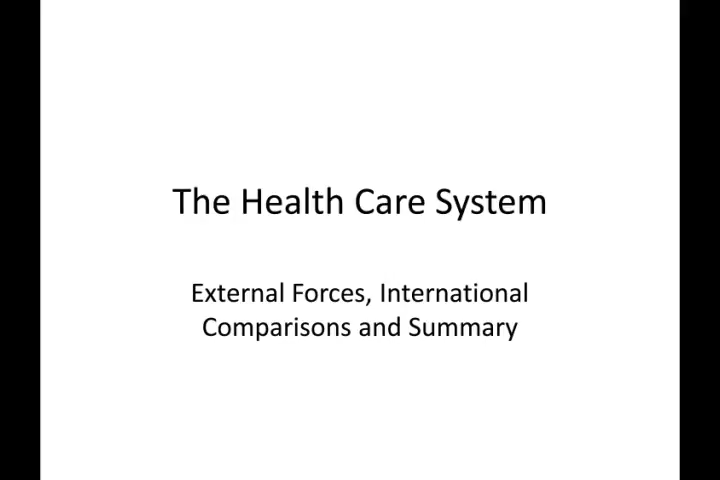 The Health Care System
External Forces, International
Comparisons and Summary